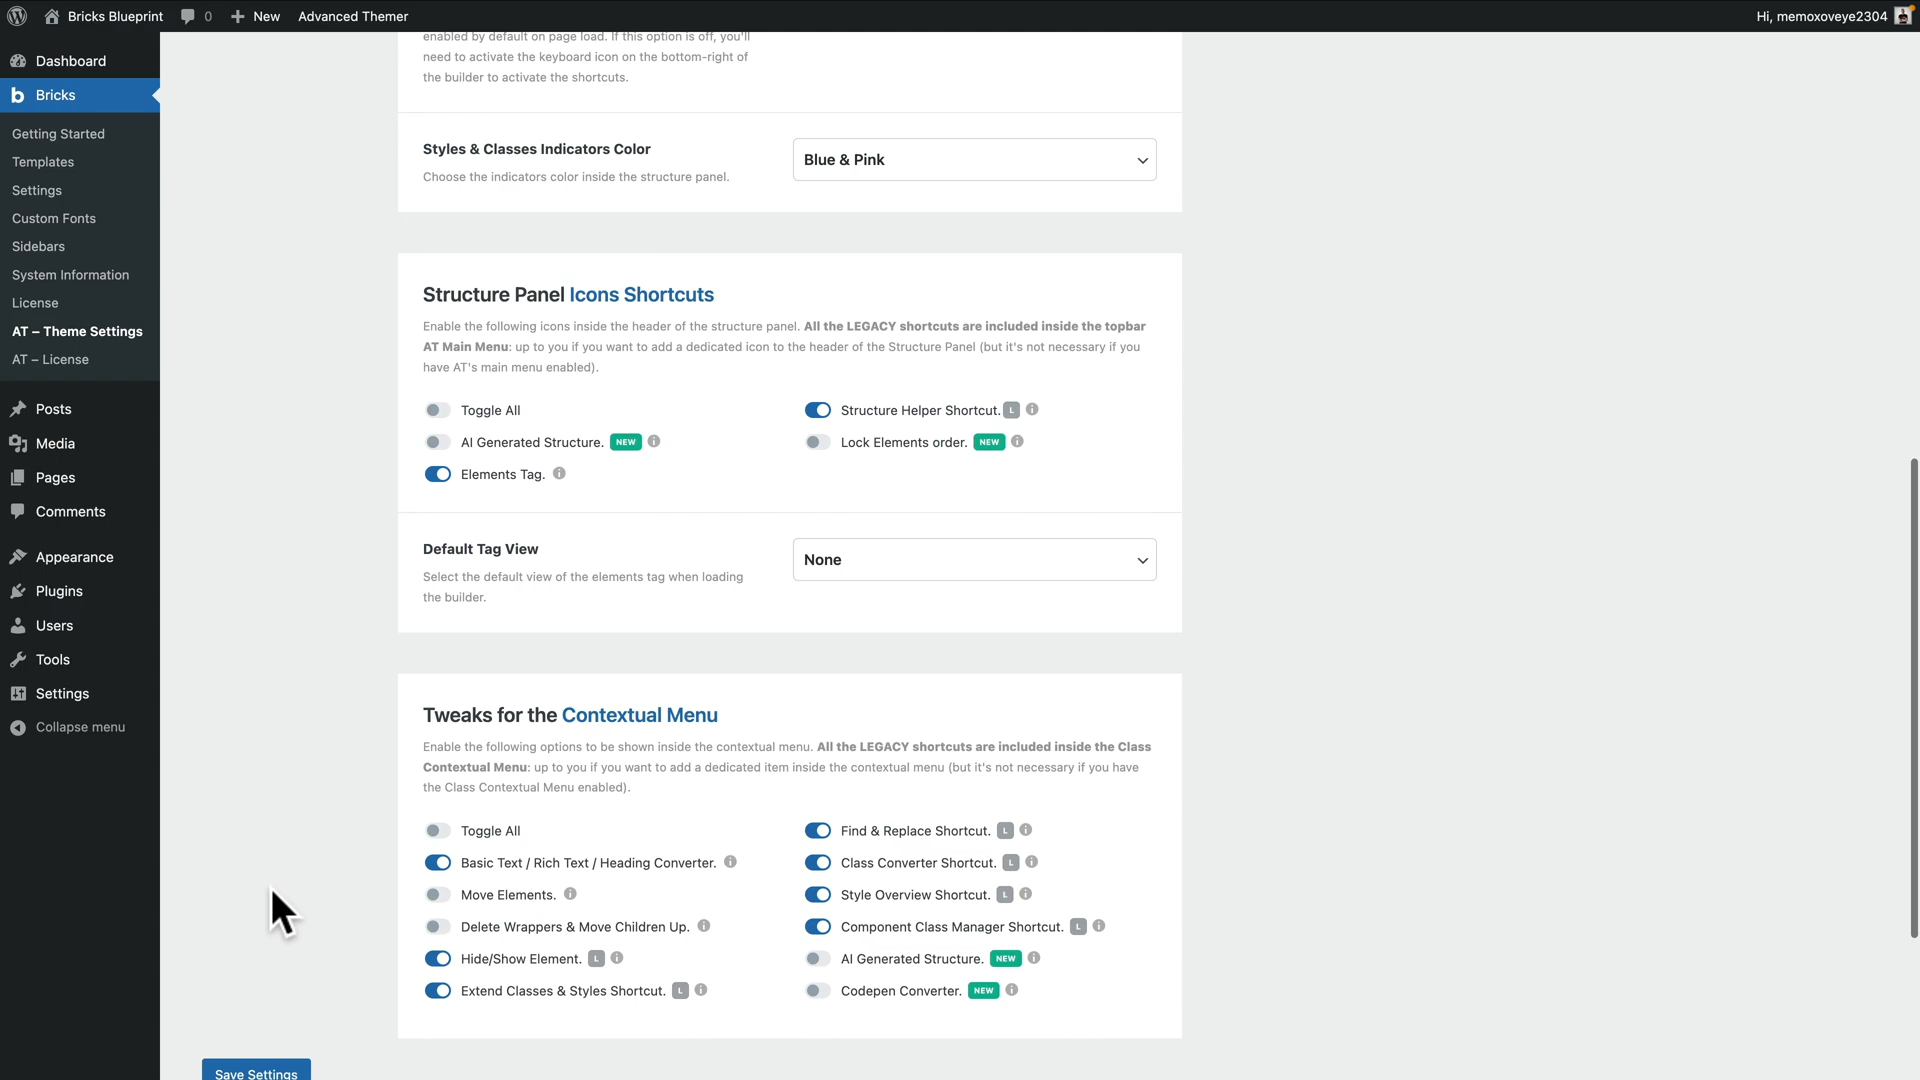 Bricks Blueprint
0
New
Advanced Themer
Hi, memoxoveye2304
Dashboard
Bricks
Getting Started
Templates
Settings
Custom Fonts
Sidebars
System Information
License
AT – Theme Settings
AT – License
Posts
Media
Pages
Comments
Appearance
Plugins
Users
Tools
Settings
Collapse menu
enabled by default on page load. If this option is off, you'll
need to activate the keyboard icon on the bottom-right of
the builder to activate the shortcuts.
Styles & Classes Indicators Color
Choose the indicators color inside the structure panel.
Blue & Pink
Structure Panel Icons Shortcuts
Enable the following icons inside the header of the structure panel. All the LEGACY shortcuts are included inside the topbar
AT Main Menu: up to you if you want to add a dedicated icon to the header of the Structure Panel (but it's not necessary if you
have AT's main menu enabled).
Toggle All
AI Generated Structure. NEW
Elements Tag.
Structure Helper Shortcut. L
Lock Elements order. NEW
Default Tag View
Select the default view of the elements tag when loading
the builder.
None
Tweaks for the Contextual Menu
Enable the following options to be shown inside the contextual menu. All the LEGACY shortcuts are included inside the Class
Contextual Menu: up to you if you want to add a dedicated item inside the contextual menu (but it's not necessary if you have
the Class Contextual Menu enabled).
Toggle All
Basic Text / Rich Text / Heading Converter.
Move Elements.
Delete Wrappers & Move Children Up.
Hide/Show Element. L
Extend Classes & Styles Shortcut. L
Find & Replace Shortcut. L
Class Converter Shortcut. L
Style Overview Shortcut. L
Component Class Manager Shortcut. L
AI Generated Structure. NEW
Codepen Converter. NEW
Save Settings